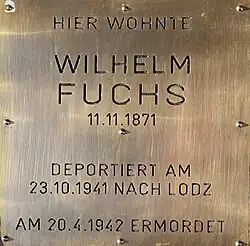 HIER WOHNTE
WILHELM
FUCHS
11.11.1871
DEPORTIERT AM
23.10.1941 NACH LODZ
AM 20.4.1942 ERMORDET